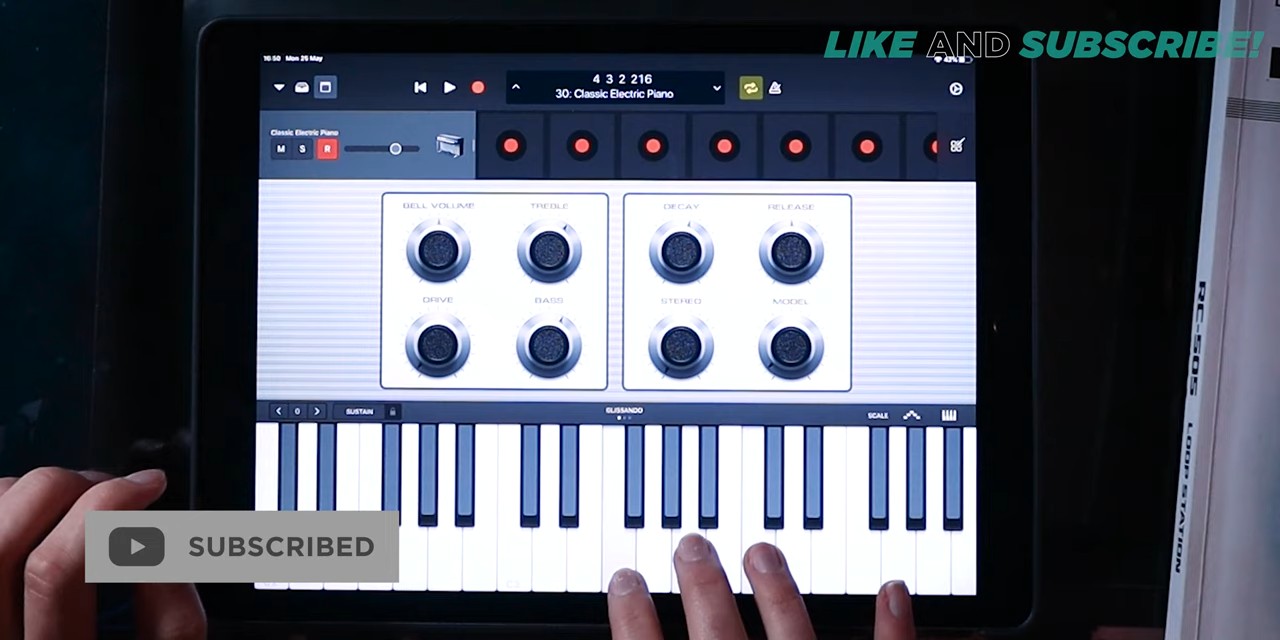 LIKE AND SUBSCRIBE!
16:50 Mon 25 May
43%
4 3 2 216
30: Classic Electric Piano
Classic Electric Piano
M S R
BELL VOLUME TREBLE DECAY RELEASE
DRIVE BASS STEREO MODEL
0 SUSTAIN GLISSANDO SCALE
SUBSCRIBED
RC-505 LOOP STATION